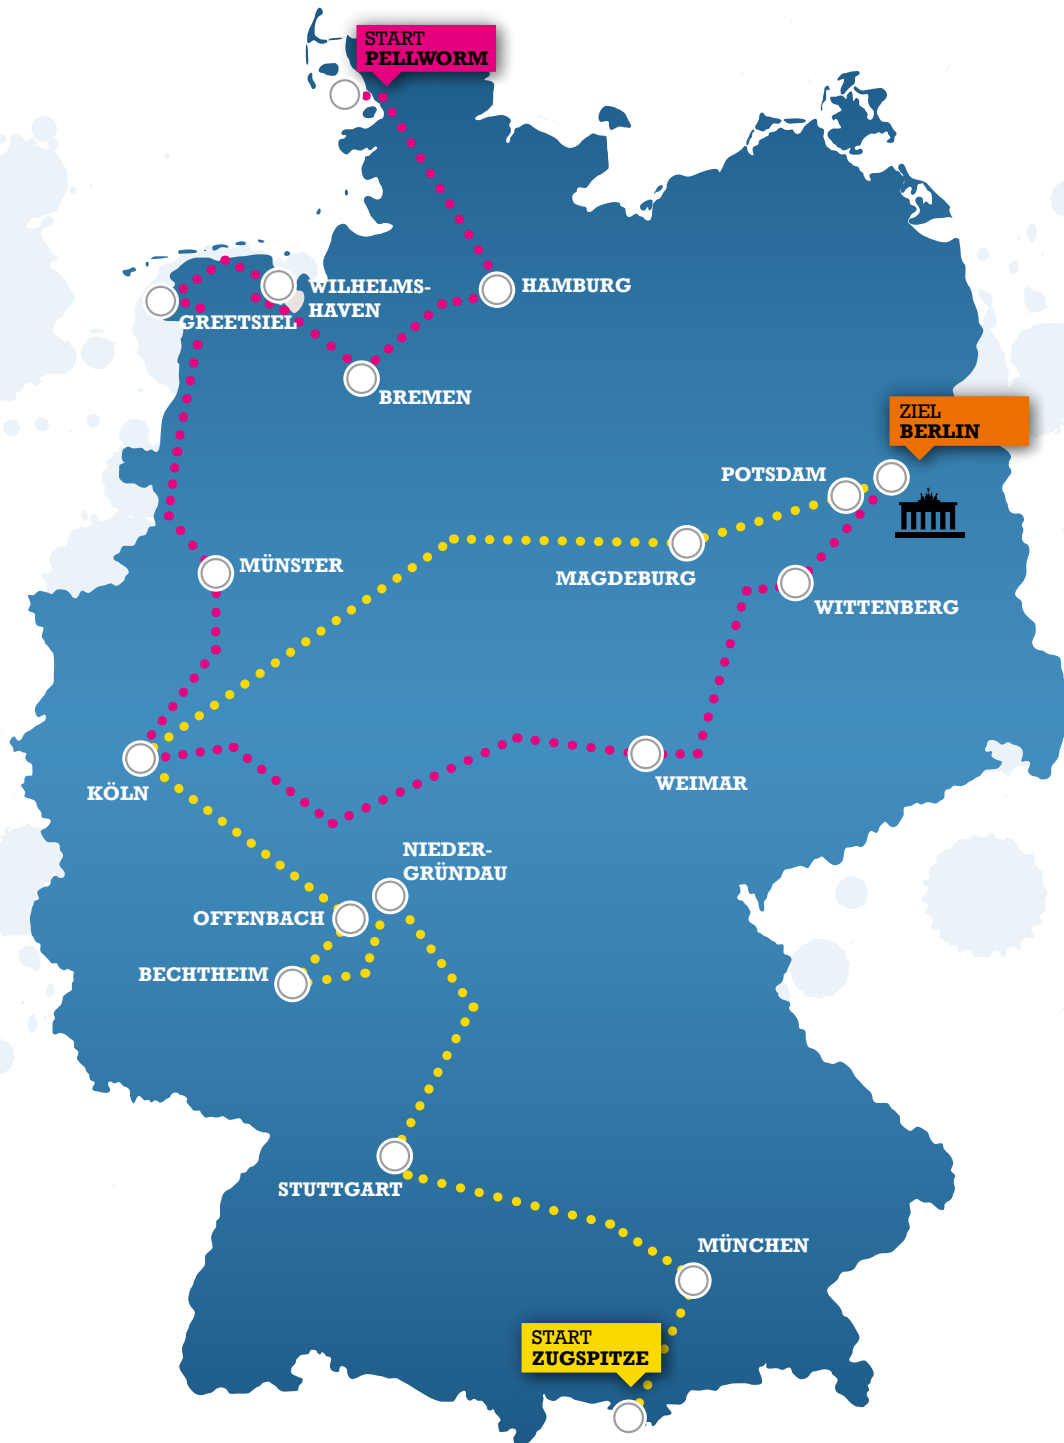 START
PELLWORM
WILHELMS-
HAVEN
HAMBURG
GREETSIEL
BREMEN
ZIEL
BERLIN
POTSDAM
MÜNSTER
MAGDEBURG
WITTENBERG
WEIMAR
KÖLN
NIEDER-
GRÜNDAU
OFFENBACH
BECHTHEIM
STUTTGART
MÜNCHEN
START
ZUGSPITZE